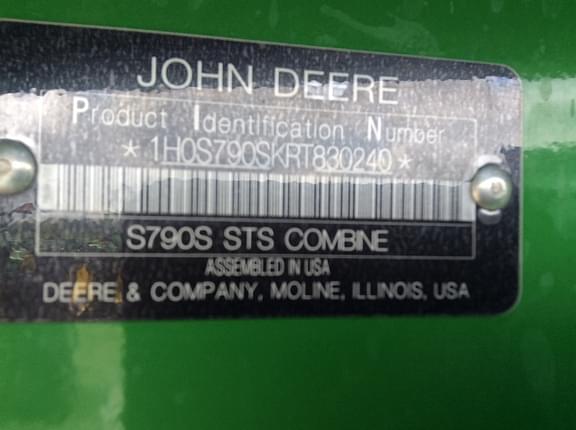 JOHN DEERE
Product Identification Number
*1H0S790SKRT830240*
S790S STS COMBINE
ASSEMBLED IN USA
DEERE & COMPANY, MOLINE, ILLINOIS, USA